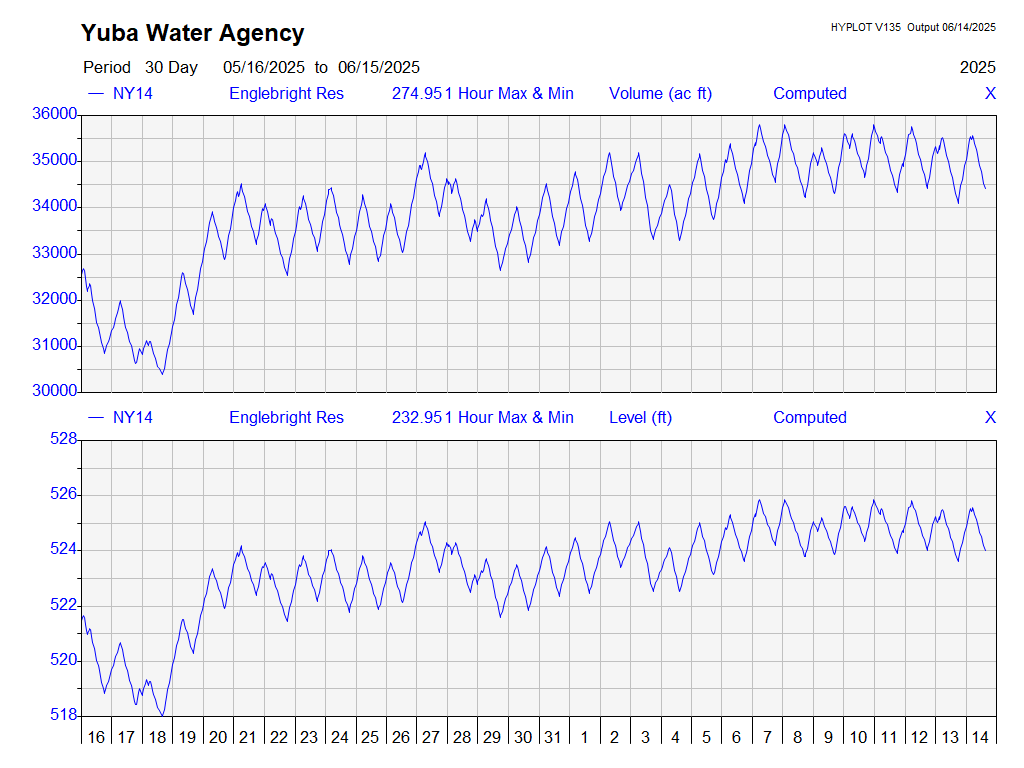 Yuba Water Agency
HYPLOT V135 Output 06/14/2025
Period 30 Day 05/16/2025 to 06/15/2025
2025
NY14 Englebright Res 274.951 Hour Max & Min Volume (ac ft) Computed X
36000
35000
34000
33000
32000
31000
30000
NY14 Englebright Res 232.951 Hour Max & Min Level (ft) Computed X
528
526
524
522
520
518
16 17 18 19 20 21 22 23 24 25 26 27 28 29 30 31 1 2 3 4 5 6 7 8 9 10 11 12 13 14